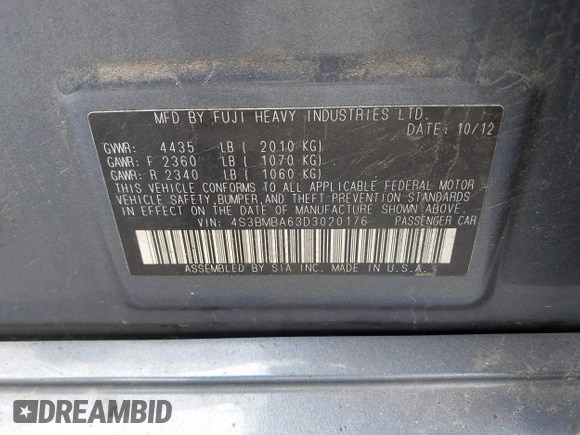 MFD BY FUJI HEAVY INDUSTRIES LTD.
DATE: 10/12
GVWR: 4435 LB ( 2010 KG)
GAWR: F 2360 LB ( 1070 KG)
GAWR: R 2340 LB ( 1060 KG)
THIS VEHICLE CONFORMS TO ALL APPLICABLE FEDERAL MOTOR
VEHICLE SAFETY, BUMPER, AND THEFT PREVENTION STANDARDS
IN EFFECT ON THE DATE OF MANUFACTURE SHOWN ABOVE.
VIN: 4S3BMBA63D3020176 PASSENGER CAR
ASSEMBLED BY SIA INC. MADE IN U.S.A.
DREAMBID